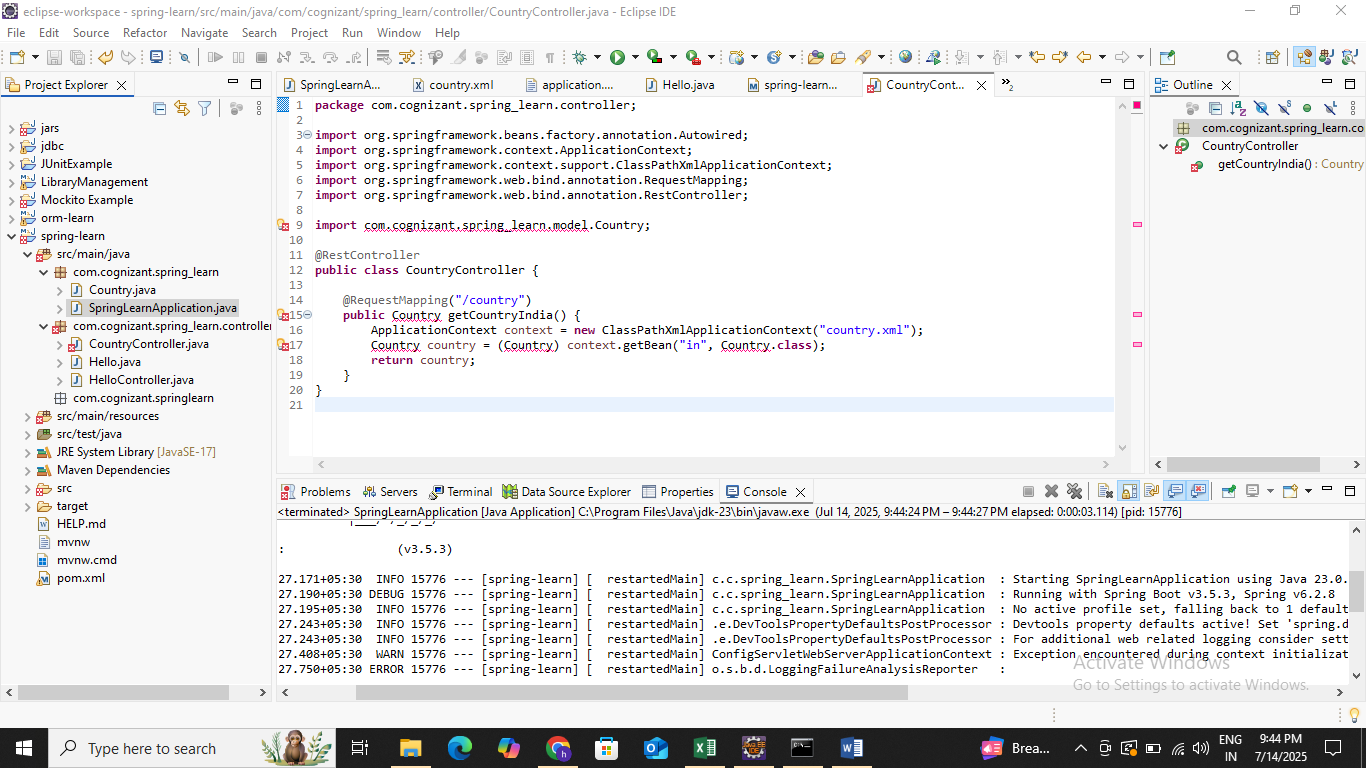 eclipse-workspace - spring-learn/src/main/java/com/cognizant/spring_learn/controller/CountryController.java - Eclipse IDE
File Edit Source Refactor Navigate Search Project Run Window Help
Project Explorer
jars
jdbc
JUnitExample
LibraryManagement
Mockito Example
orm-learn
spring-learn
src/main/java
com.cognizant.spring_learn
Country.java
SpringLearnApplication.java
com.cognizant.spring_learn.controller
CountryController.java
Hello.java
HelloController.java
com.cognizant.springlearn
src/main/resources
src/test/java
JRE System Library [JavaSE-17]
Maven Dependencies
src
target
HELP.md
mvnw
mvnw.cmd
pom.xml
SpringLearnA... country.xml application.... Hello.java spring-learn... CountryCont... »2
1 package com.cognizant.spring_learn.controller;
2
3 import org.springframework.beans.factory.annotation.Autowired;
4 import org.springframework.context.ApplicationContext;
5 import org.springframework.context.support.ClassPathXmlApplicationContext;
6 import org.springframework.web.bind.annotation.RequestMapping;
7 import org.springframework.web.bind.annotation.RestController;
8
9 import com.cognizant.spring_learn.model.Country;
10
11 @RestController
12 public class CountryController {
13
14 @RequestMapping("/country")
15 public Country getCountryIndia() {
16 ApplicationContext context = new ClassPathXmlApplicationContext("country.xml");
17 Country country = (Country) context.getBean("in", Country.class);
18 return country;
19 }
20 }
21
Outline
com.cognizant.spring_learn.co
CountryController
getCountryIndia() : Country
Problems Servers Terminal Data Source Explorer Properties Console
<terminated> SpringLearnApplication [Java Application] C:\Program Files\Java\jdk-23\bin\javaw.exe (Jul 14, 2025, 9:44:24 PM – 9:44:27 PM elapsed: 0:00:03.114) [pid: 15776]
: (v3.5.3)
27.171+05:30 INFO 15776 --- [spring-learn] [ restartedMain] c.c.spring_learn.SpringLearnApplication : Starting SpringLearnApplication using Java 23.0.
27.190+05:30 DEBUG 15776 --- [spring-learn] [ restartedMain] c.c.spring_learn.SpringLearnApplication : Running with Spring Boot v3.5.3, Spring v6.2.8
27.195+05:30 INFO 15776 --- [spring-learn] [ restartedMain] c.c.spring_learn.SpringLearnApplication : No active profile set, falling back to 1 default
27.243+05:30 INFO 15776 --- [spring-learn] [ restartedMain] .e.DevToolsPropertyDefaultsPostProcessor : Devtools property defaults active! Set 'spring.d
27.243+05:30 INFO 15776 --- [spring-learn] [ restartedMain] .e.DevToolsPropertyDefaultsPostProcessor : For additional web related logging consider sett
27.408+05:30 WARN 15776 --- [spring-learn] [ restartedMain] ConfigServletWebServerApplicationContext : Exception encountered during context initializat
27.750+05:30 ERROR 15776 --- [spring-learn] [ restartedMain] o.s.b.d.LoggingFailureAnalysisReporter :
Activate Windows
Go to Settings to activate Windows.
Type here to search
Brea...
ENG
IN
9:44 PM
7/14/2025